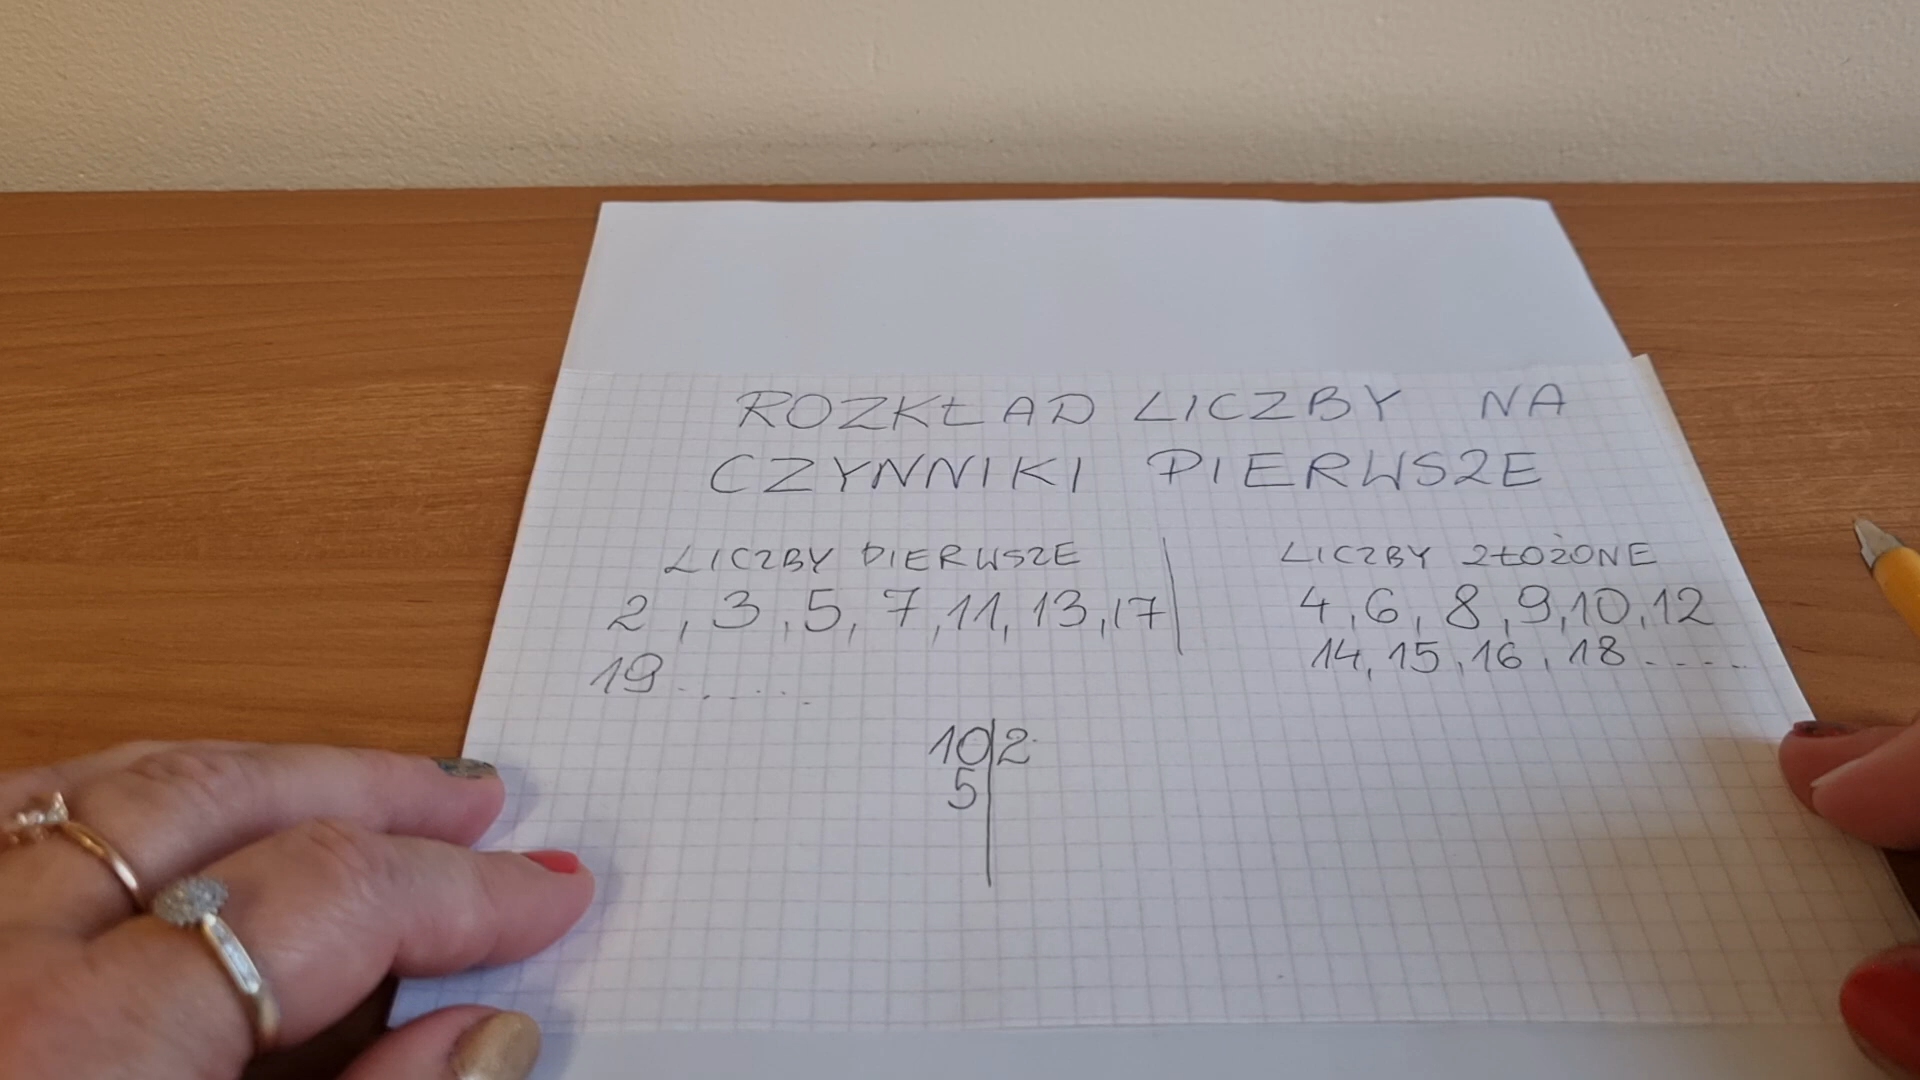 ROZKŁAD LICZBY NA
CZYNNIKI PIERWSZE
LICZBY PIERWSZE
2, 3, 5, 7, 11, 13, 17
19......
LICZBY ZŁOŻONE
4, 6, 8, 9, 10, 12
14, 15, 16, 18.....
10|2
5|